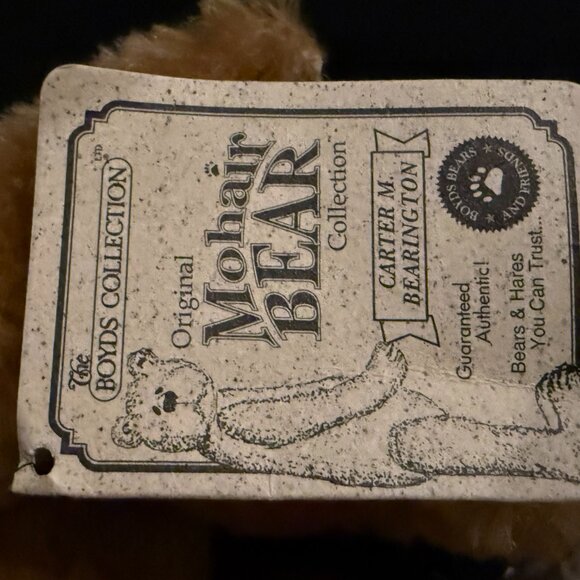 The
BOYDS COLLECTION LTD.
Original
Mohair
BEAR
Collection™
CARTER M.
BEARINGTON
BOYDS BEARS
AND FRIENDS
Guaranteed
Authentic!
Bears & Hares
You Can Trust...